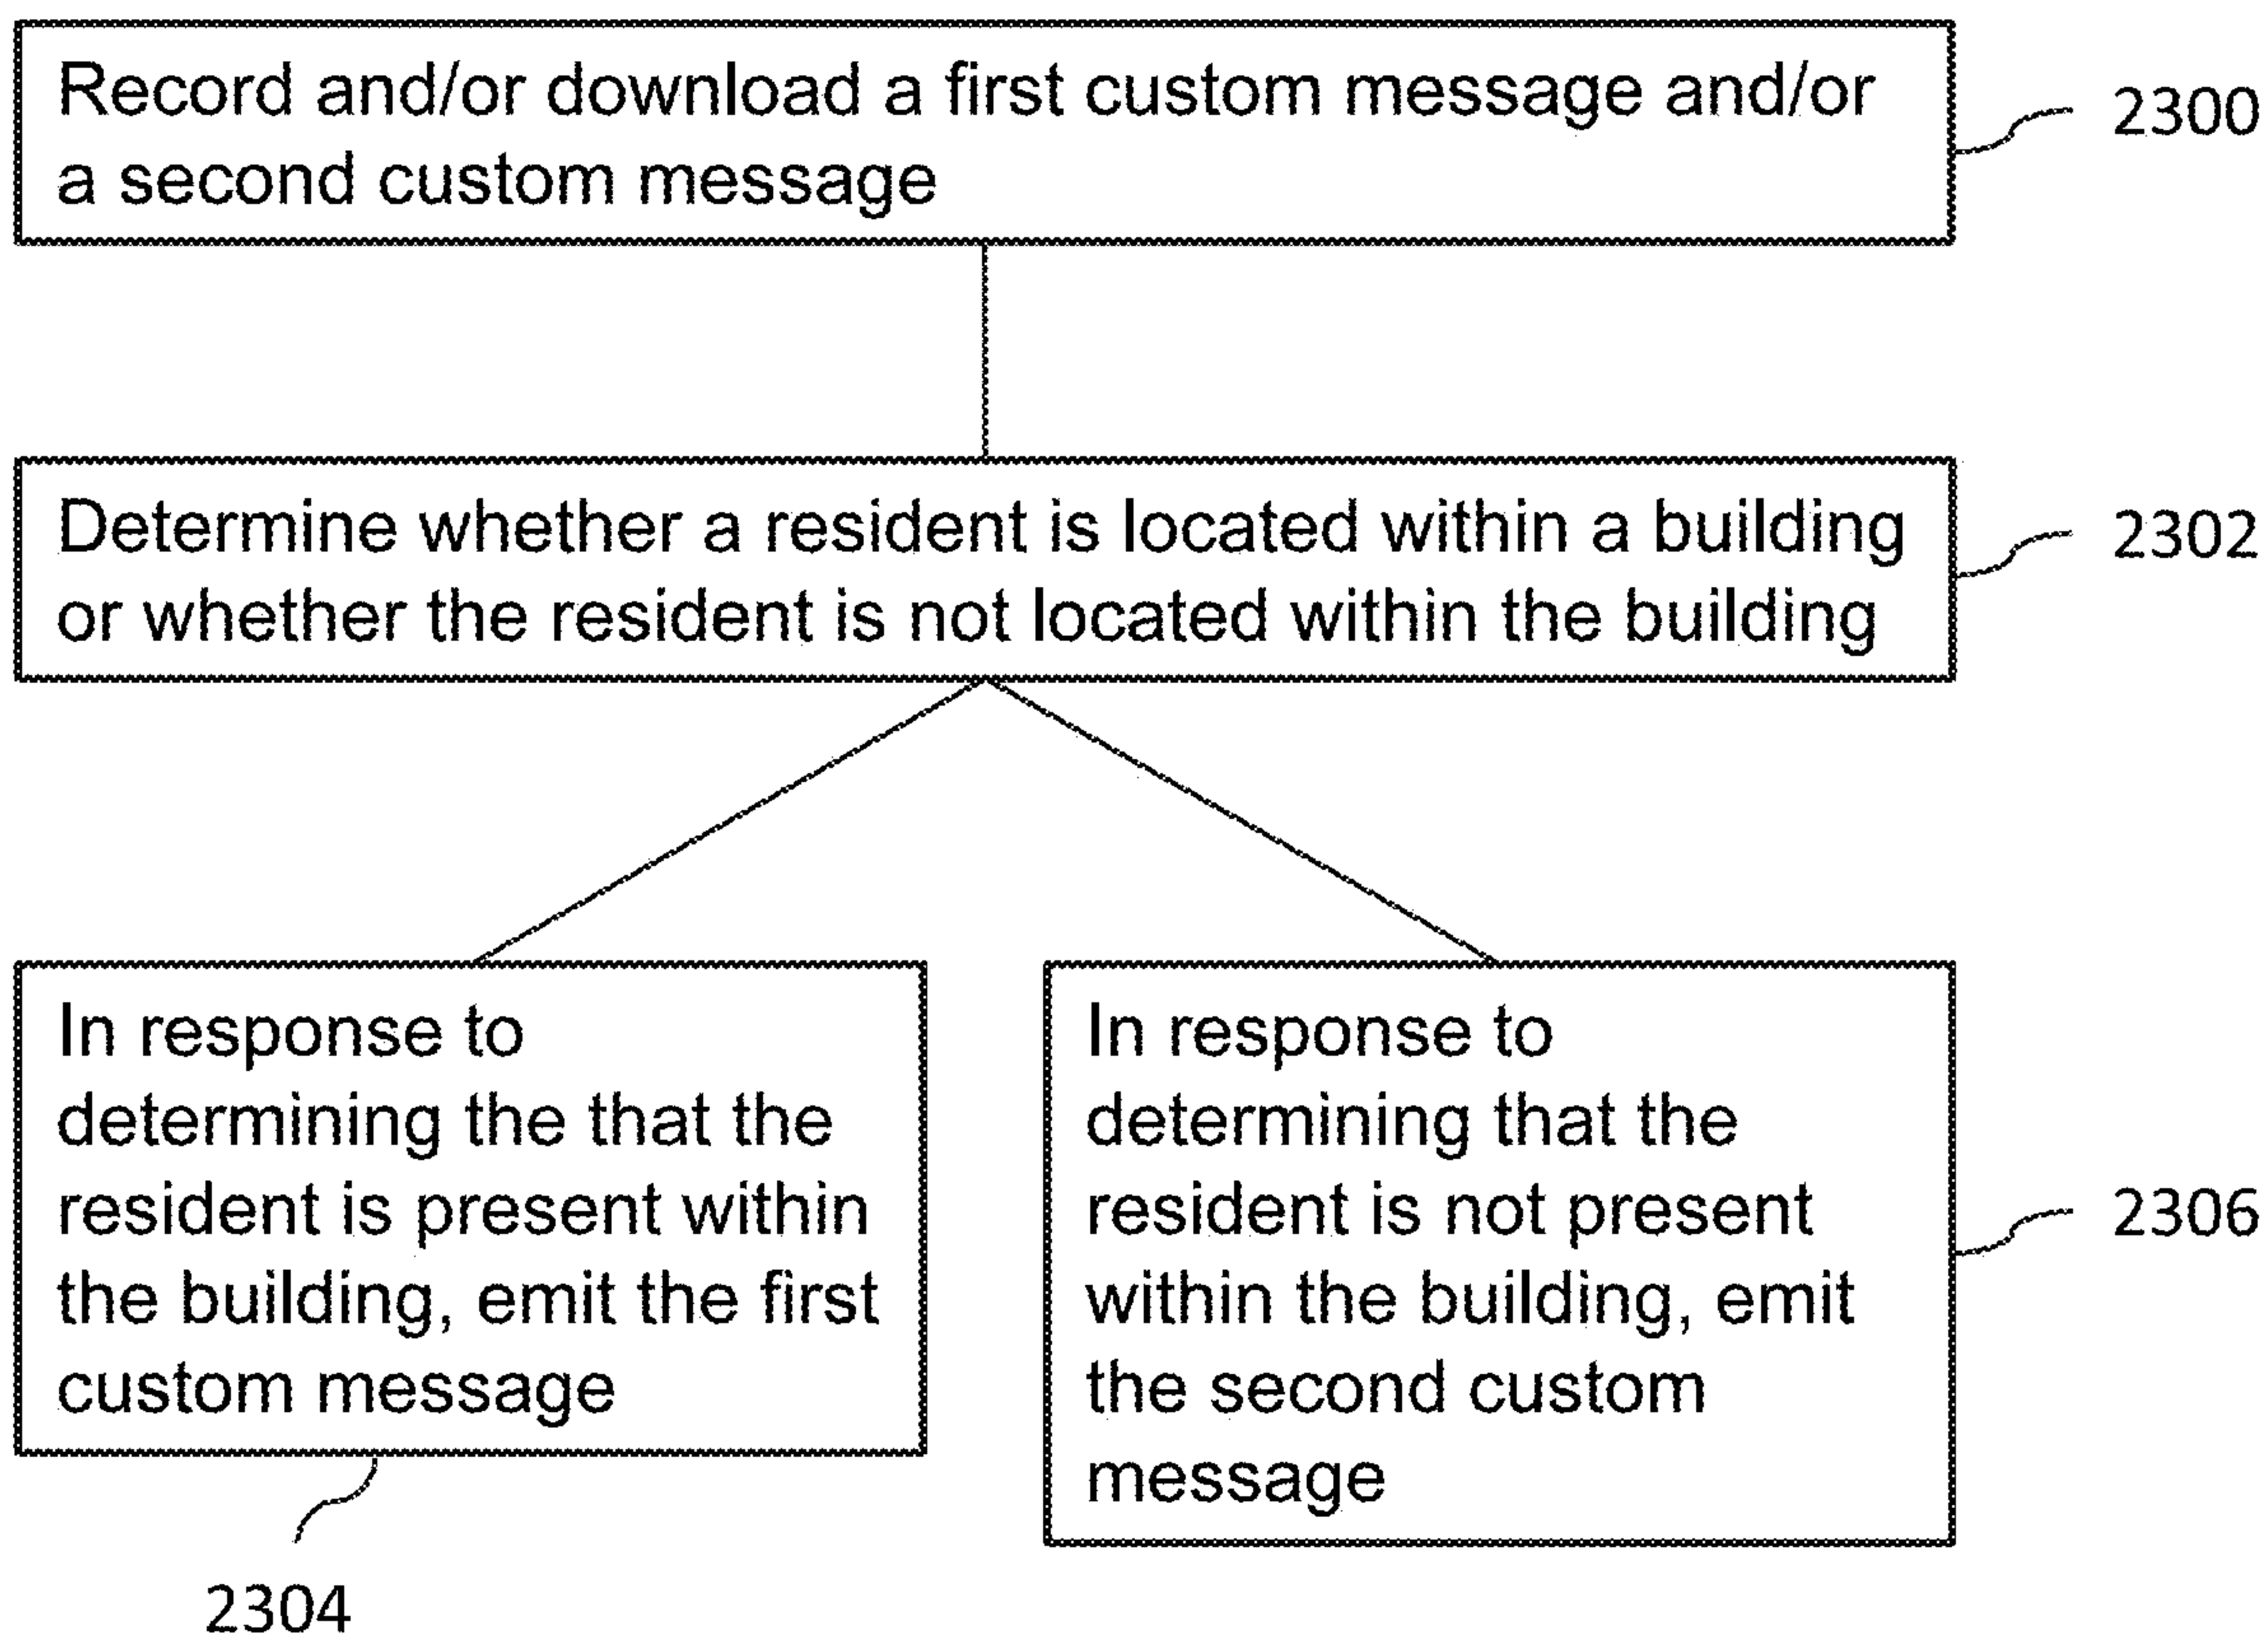 Record and/or download a first custom message and/or
a second custom message
2300
Determine whether a resident is located within a building
or whether the resident is not located within the building
2302
In response to
determining the that the
resident is present within
the building, emit the first
custom message
2304
In response to
determining that the
resident is not present
within the building, emit
the second custom
message
2306